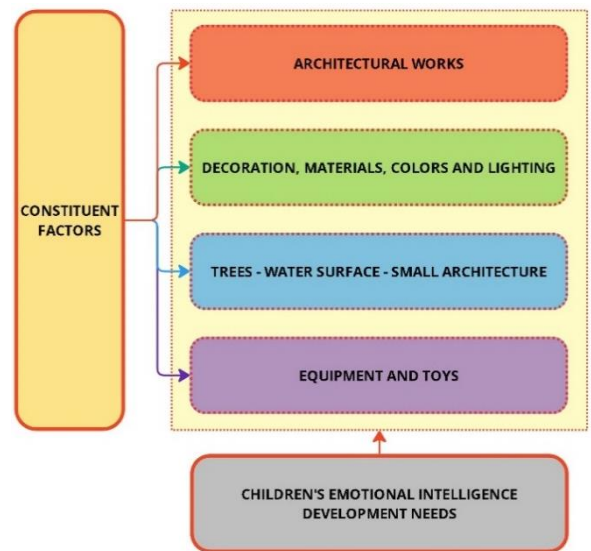 CONSTITUENT
FACTORS
ARCHITECTURAL WORKS
DECORATION, MATERIALS, COLORS AND LIGHTING
TREES - WATER SURFACE - SMALL ARCHITECTURE
EQUIPMENT AND TOYS
CHILDREN'S EMOTIONAL INTELLIGENCE
DEVELOPMENT NEEDS